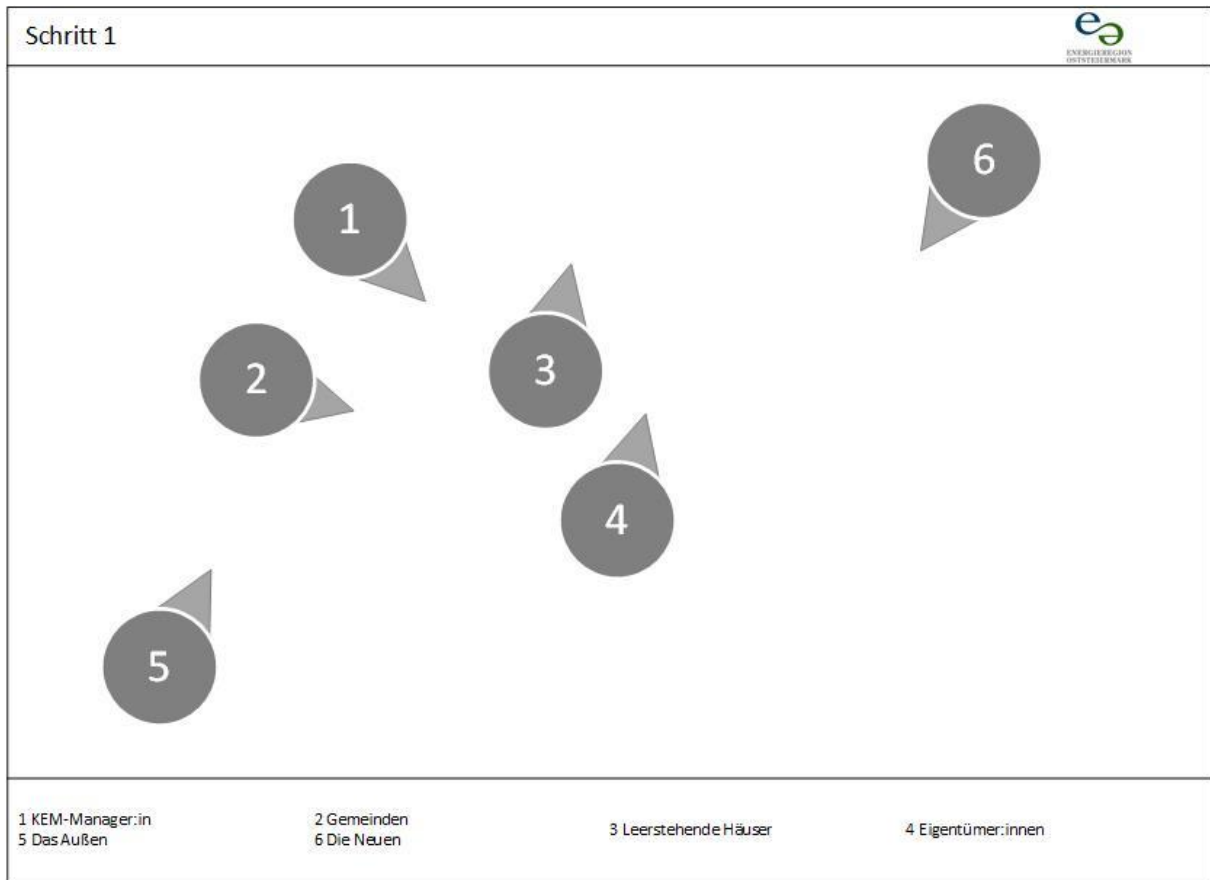 Schritt 1
ENERGIEREGION
OSTSTEIERMARK
1
6
2
3
4
5
1 KEM-Manager:in
5 Das Außen
2 Gemeinden
6 Die Neuen
3 Leerstehende Häuser
4 Eigentümer:innen